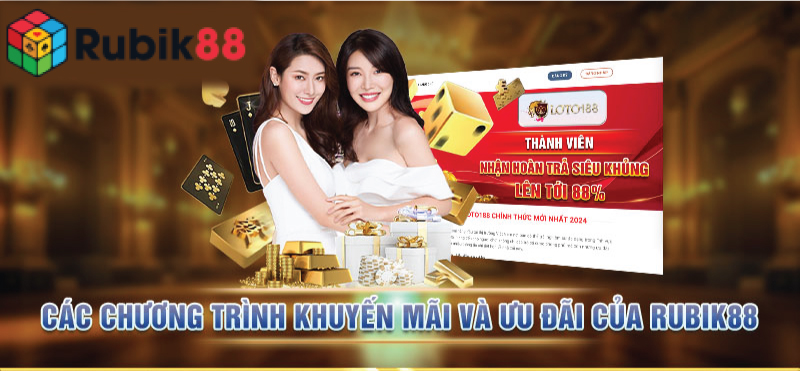 Rubik88
LOTO188
THÀNH VIÊN
NHẬN HOÀN TRẢ SIÊU KHỦNG
LÊN TỚI 88%
LOTO188 CHÍNH THỨC MỚI NHẤT 2024
CÁC CHƯƠNG TRÌNH KHUYẾN MÃI VÀ ƯU ĐÃI CỦA RUBIK88